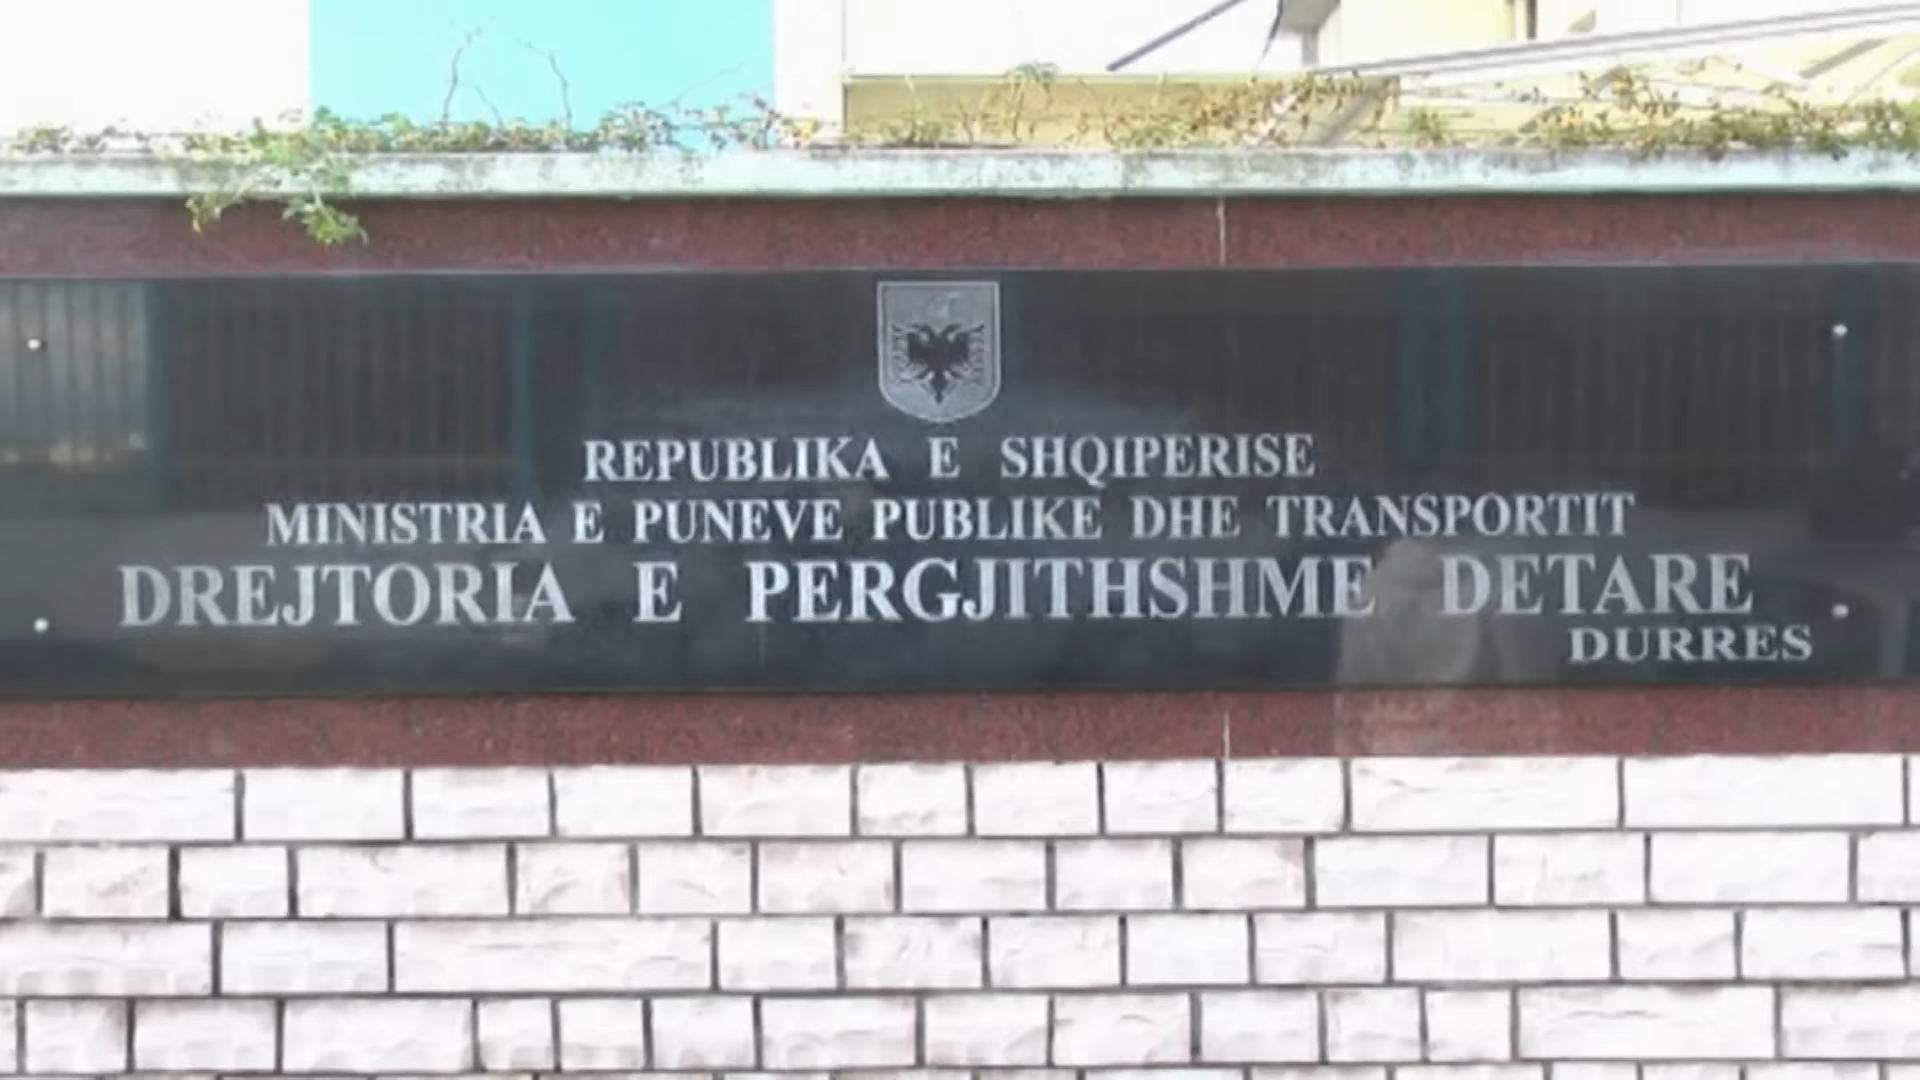 REPUBLIKA E SHQIPERISE
MINISTRIA E PUNEVE PUBLIKE DHE TRANSPORTIT
DREJTORIA E PERGJITHSHME DETARE
DURRES